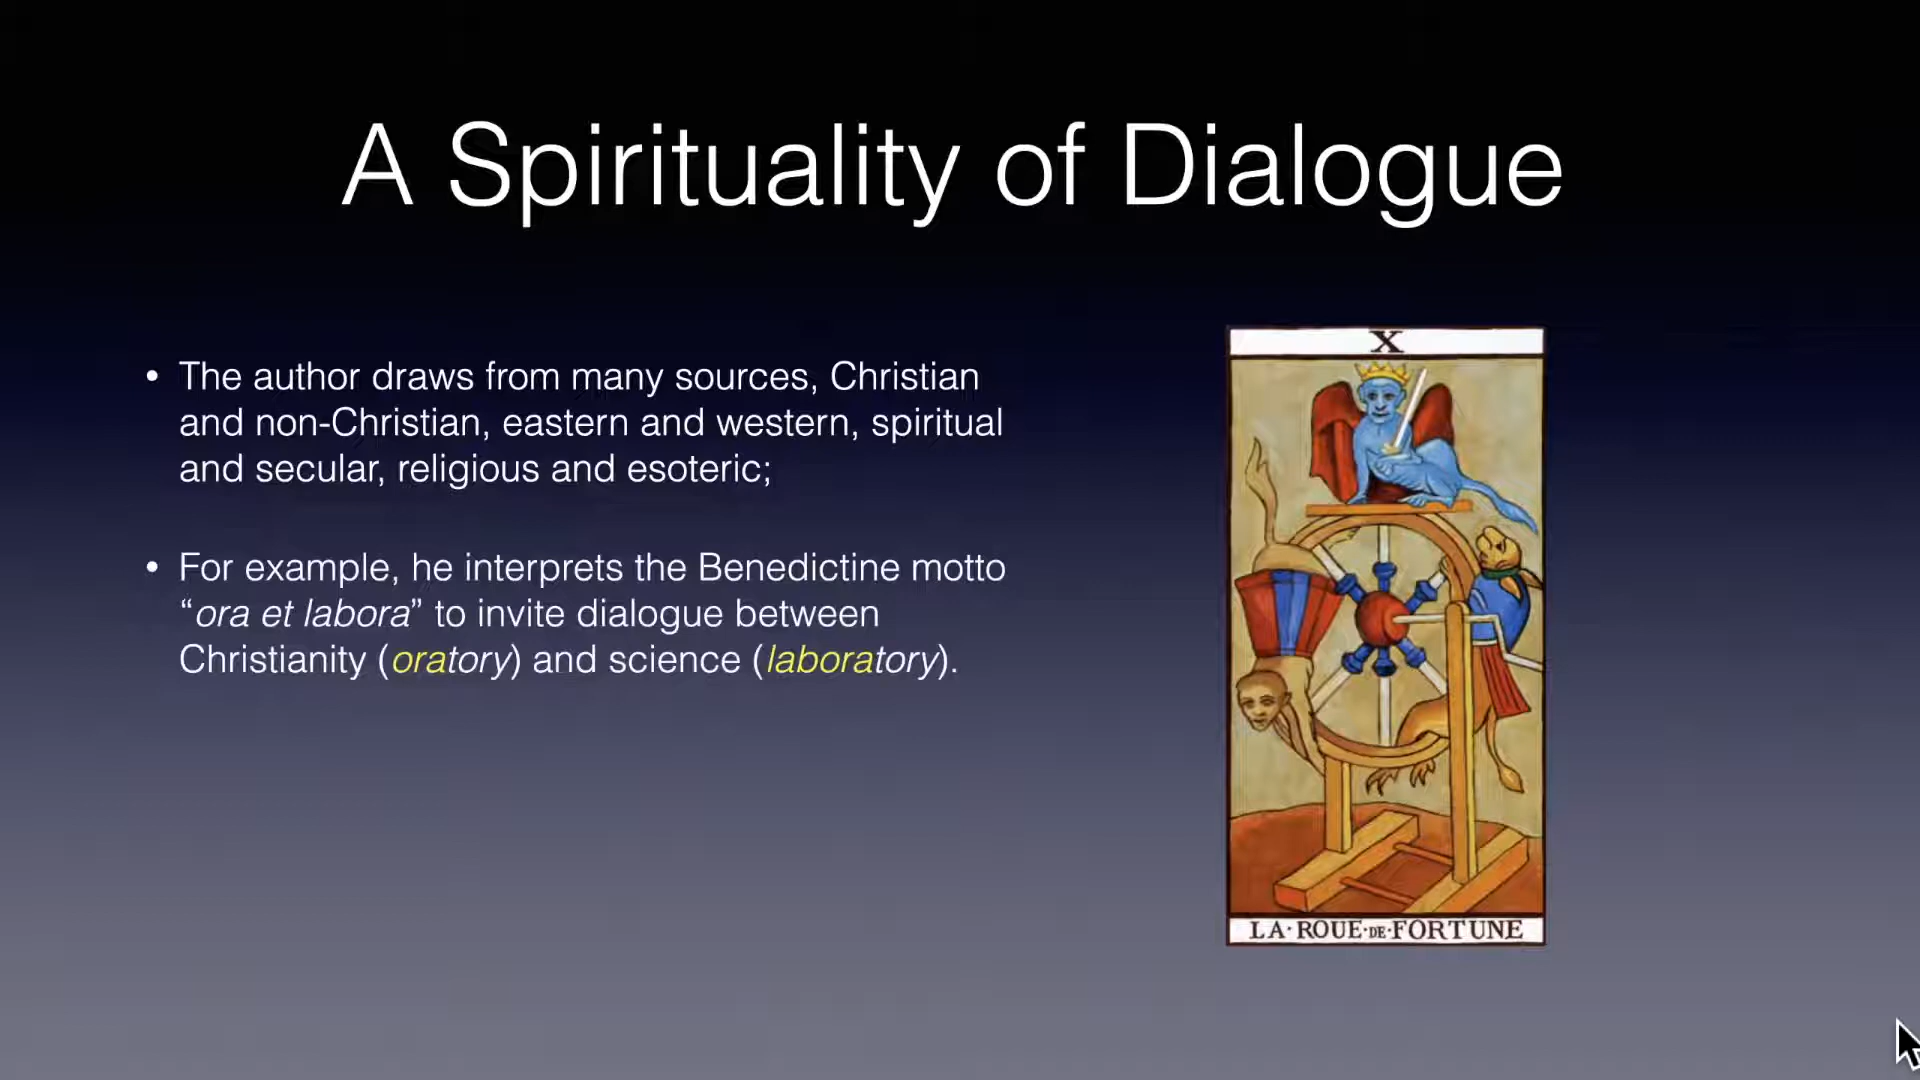 A Spirituality of Dialogue
• The author draws from many sources, Christian
and non-Christian, eastern and western, spiritual
and secular, religious and esoteric;
• For example, he interprets the Benedictine motto
“ora et labora” to invite dialogue between
Christianity (oratory) and science (laboratory).
X
LA·ROUE·DE·FORTUNE